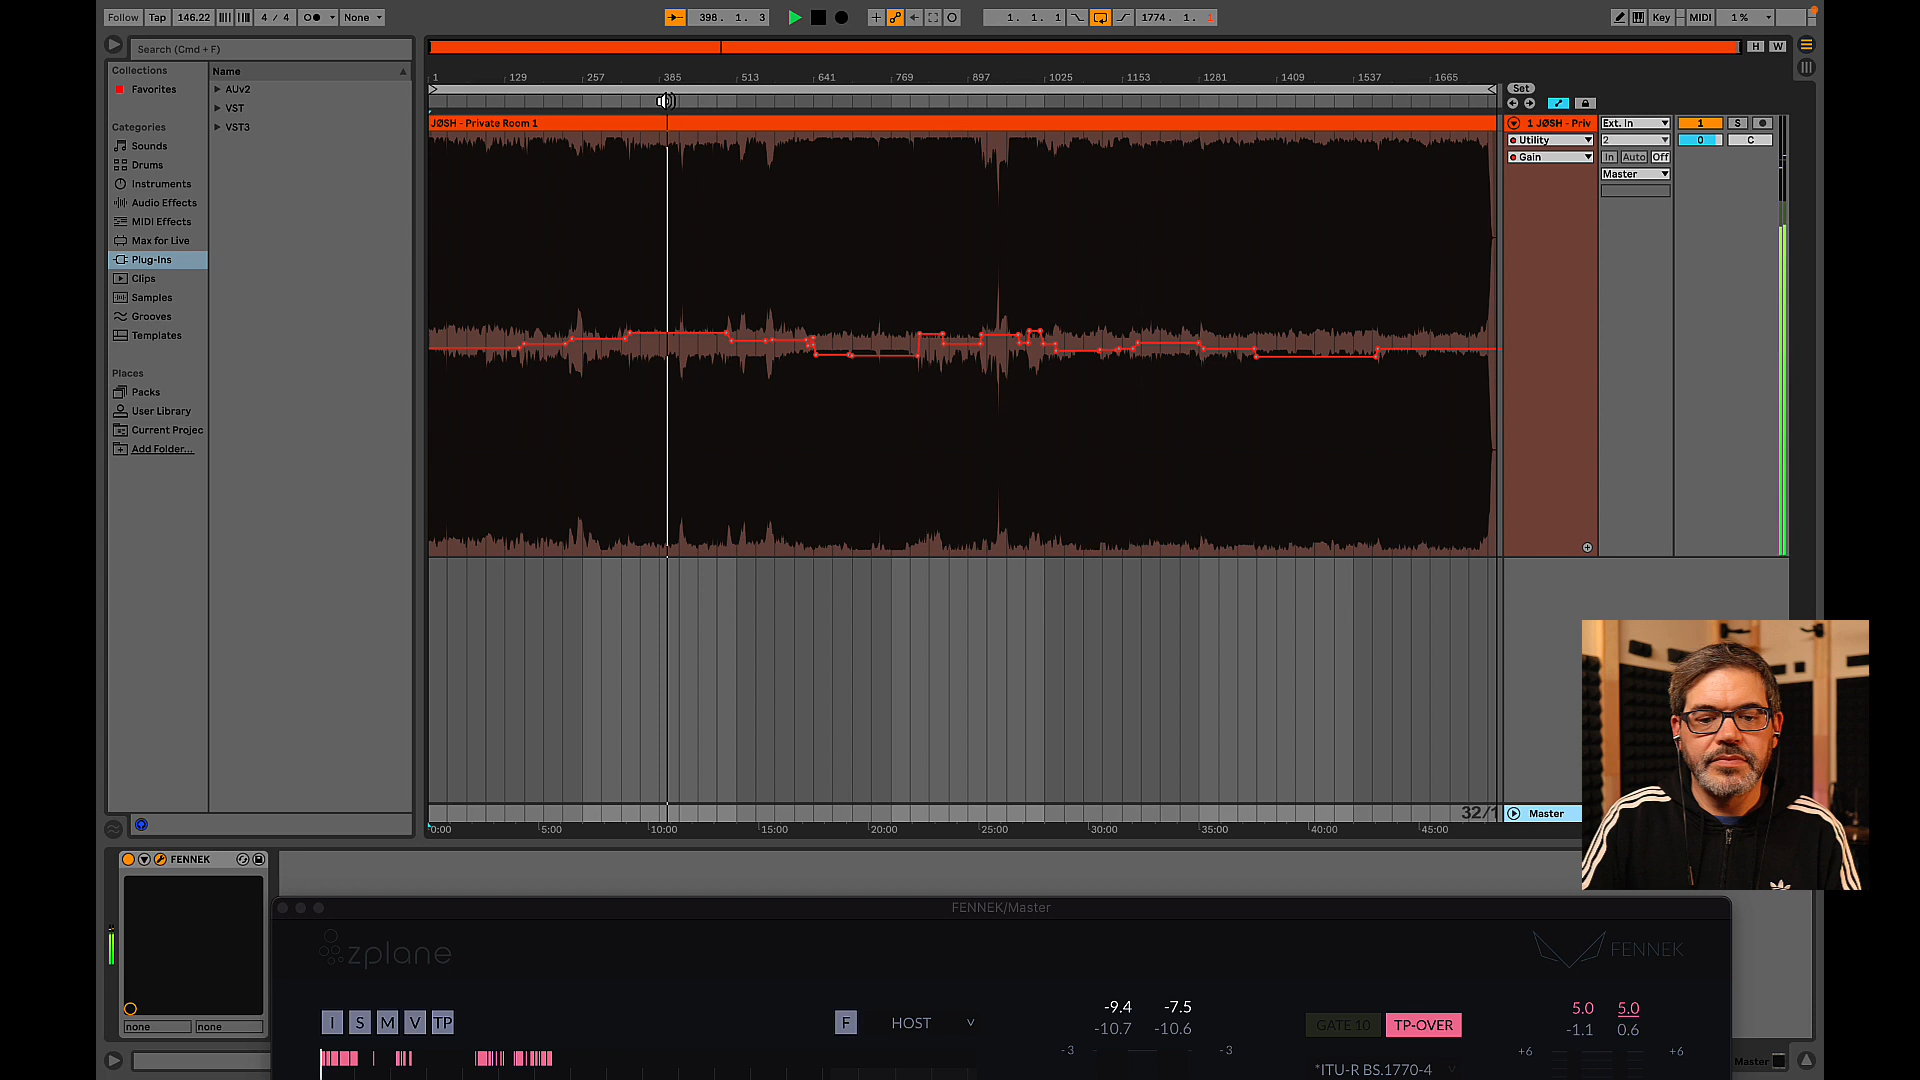 Follow Tap 146.22 4 / 4 None 398. 1. 3 1. 1. 1 1774. 1. 1 Key MIDI 1 %
Search (Cmd + F)
H W
Collections
Name
Favorites
AUv2
VST
VST3
Categories
Sounds
Drums
Instruments
Audio Effects
MIDI Effects
Max for Live
Plug-Ins
Clips
Samples
Grooves
Templates
Places
Packs
User Library
Current Projec
Add Folder...
1 129 257 385 513 641 769 897 1025 1153 1281 1409 1537 1665
Set
JØSH - Private Room 1
1 JØSH - Priv Ext. In 1 S
Utility 2 0 C
Gain In Auto Off
Master
32/1
Master
0:00 5:00 10:00 15:00 20:00 25:00 30:00 35:00 40:00 45:00
FENNEK
none none
FENNEK/Master
zplane
FENNEK
I S M V TP
F HOST
-9.4 -7.5
-10.7 -10.6
-3 -3
GATE 10 TP-OVER
*ITU-R BS.1770-4
5.0 5.0
-1.1 0.6
+6 +6
Master